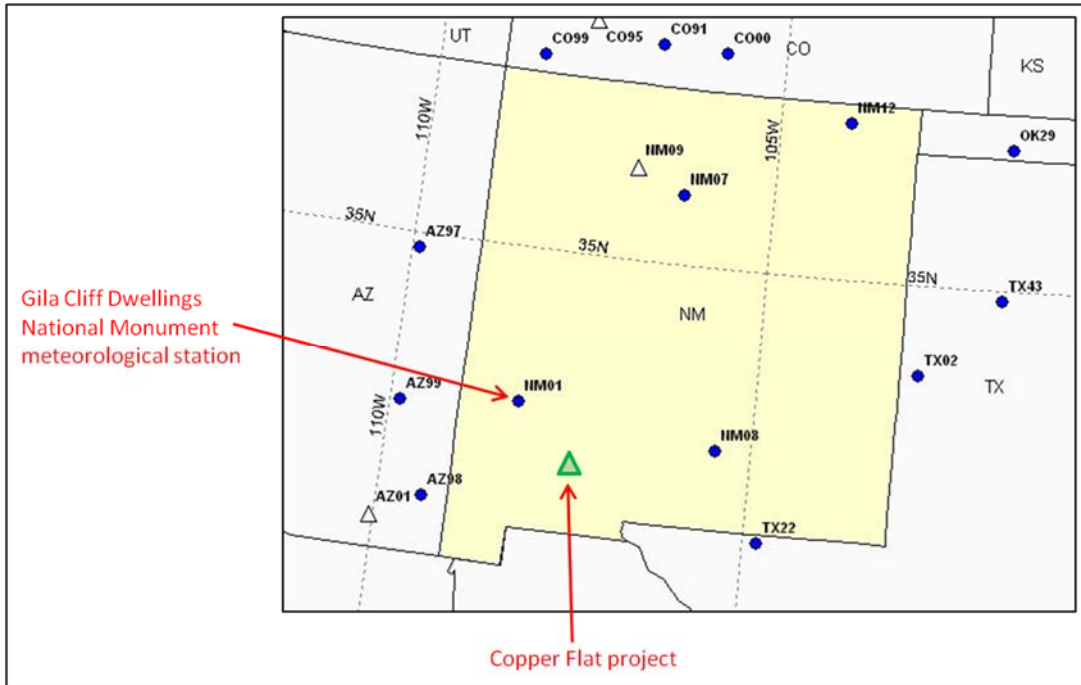 UT
CO99
CO95
CO91
CO00
CO
KS
110W
NM12
OK29
NM09
105W
NM07
35N
AZ97
35N
35N
TX43
Gila Cliff Dwellings
National Monument
meteorological station
AZ
NM
TX02
TX
AZ99
NM01
110W
NM08
AZ98
AZ01
TX22
Copper Flat project